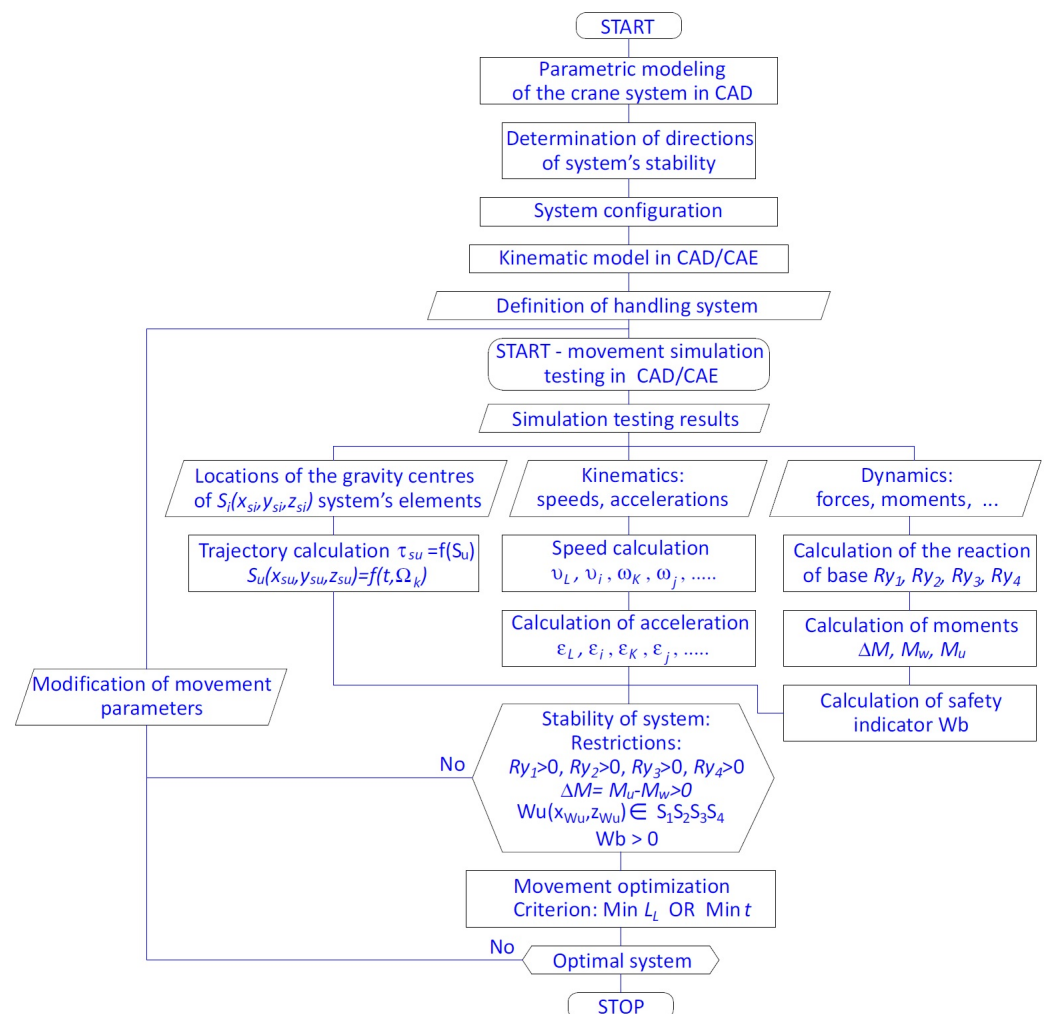 START
Parametric modeling
of the crane system in CAD
Determination of directions
of system’s stability
System configuration
Kinematic model in CAD/CAE
Definition of handling system
START - movement simulation
testing in CAD/CAE
Simulation testing results
Locations of the gravity centres
of Si(xsi,ysi,zsi) system’s elements
Kinematics:
speeds, accelerations
Dynamics:
forces, moments, ...
Trajectory calculation τsu =f(Su)
Su(xsu,ysu,zsu)=f(t,Ωk)
Speed calculation
υL , υi , ωK , ωj , .....
Calculation of the reaction
of base Ry1, Ry2, Ry3, Ry4
Calculation of acceleration
εL , εi , εK , εj , .....
Calculation of moments
ΔM, Mw, Mu
Modification of movement
parameters
Calculation of safety
indicator Wb
Stability of system:
Restrictions:
Ry1>0, Ry2>0, Ry3>0, Ry4>0
ΔM= Mu-Mw>0
Wu(xWu,zWu)∈ S1S2S3S4
Wb > 0
No
Movement optimization
Criterion: Min LL OR Min t
No
Optimal system
STOP